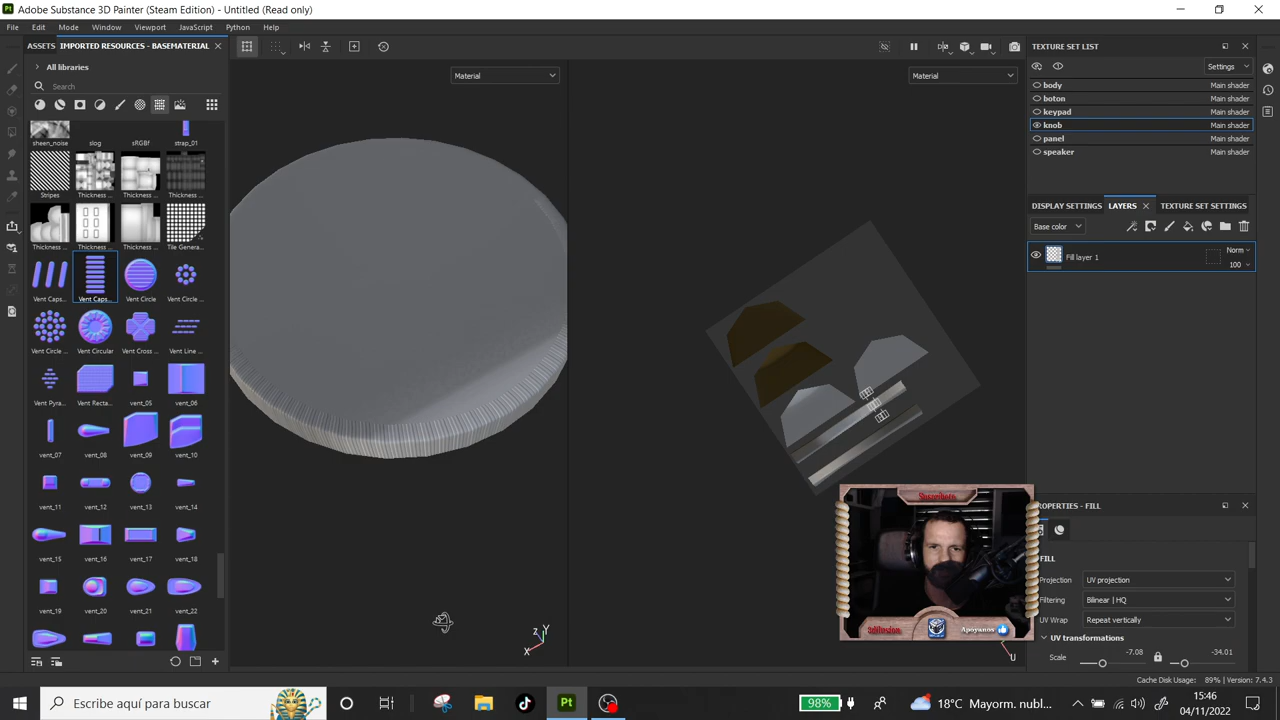 Adobe Substance 3D Painter (Steam Edition) - Untitled (Read only)
File Edit Mode Window Viewport JavaScript Python Help
ASSETS IMPORTED RESOURCES - BASEMATERIAL
All libraries
Search
sheen_noise slog sRGBf strap_01
Stripes Thickness ... Thickness ... Thickness ...
Thickness ... Thickness ... Thickness ... Tile Genera...
Vent Caps... Vent Caps... Vent Circle Vent Circle ...
Vent Circle ... Vent Circular Vent Cross ... Vent Line ...
Vent Pyra... Vent Recta... vent_05 vent_06
vent_07 vent_08 vent_09 vent_10
vent_11 vent_12 vent_13 vent_14
vent_15 vent_16 vent_17 vent_18
vent_19 vent_20 vent_21 vent_22
Material
Material
Z Y
X
U
TEXTURE SET LIST
Settings
body Main shader
boton Main shader
keypad Main shader
knob Main shader
panel Main shader
speaker Main shader
DISPLAY SETTINGS LAYERS TEXTURE SET SETTINGS
Base color
Fill layer 1 Norm
100
PROPERTIES - FILL
FILL
Projection UV projection
Filtering Bilinear | HQ
UV Wrap Repeat vertically
UV transformations
Scale -7.08 -34.01
Apoyanos
Cache Disk Usage: 89% | Version: 7.4.3
Escribe aquí para buscar
Pt
98%
18°C Mayorm. nubl...
15:46
04/11/2022